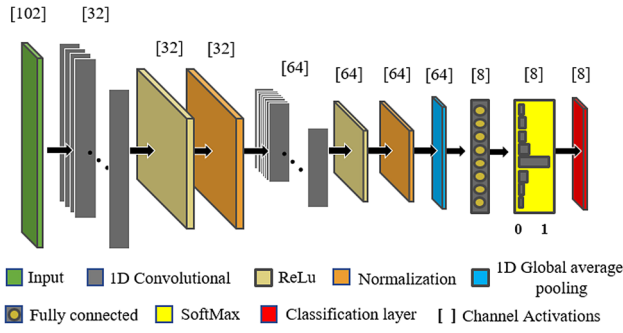 [102] [32] [32] [32] [64] [64] [64] [64] [8] [8] [8]
0 1
Input 1D Convolutional ReLu Normalization 1D Global average
pooling
Fully connected SoftMax Classification layer [ ] Channel Activations